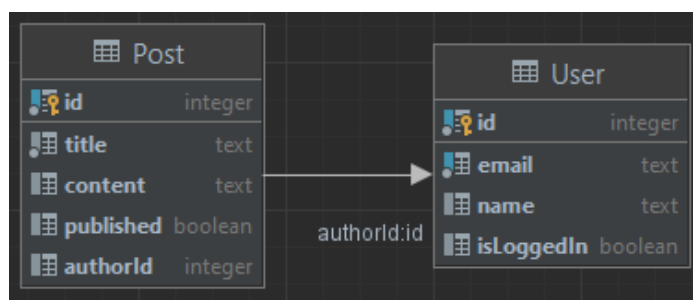 Post
id integer
title text
content text
published boolean
authorId integer
authorId:id
User
id integer
email text
name text
isLoggedIn boolean